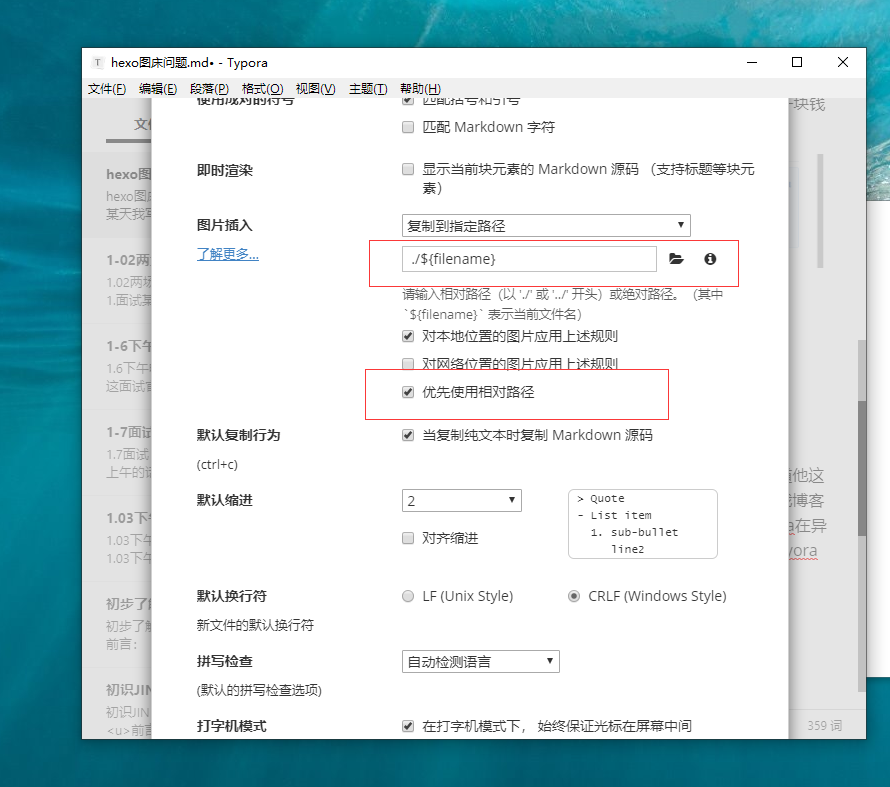 hexo图床问题.md• - Typora
文件(F) 编辑(E) 段落(P) 格式(O) 视图(V) 主题(T) 帮助(H)
使用成对的符号
匹配括号和引号
一块钱
文件
匹配 Markdown 字符
hexo图
即时渲染
显示当前块元素的 Markdown 源码 （支持标题等块元
素）
hexo图床
某天我写
图片插入
复制到指定路径
了解更多...
./${filename}
1-02两
1.02两场
1.面试某
请输入相对路径（以 './' 或 '../' 开头）或绝对路径。（其中
`${filename}` 表示当前文件名）
对本地位置的图片应用上述规则
1-6下午
1.6下午
这面试官
对网络位置的图片应用上述规则
优先使用相对路径
1-7面试
1.7面试
上午的
默认复制行为
当复制纯文本时复制 Markdown 源码
(ctrl+c)
他这
博客
a在异
yora
默认缩进
2
> Quote
- List item
1. sub-bullet
line2
1.03下午
1.03下午
1.03下午
对齐缩进
默认换行符
LF (Unix Style)
CRLF (Windows Style)
新文件的默认换行符
初步了解
初步了解
前言：
拼写检查
自动检测语言
(默认的拼写检查选项)
初识JIN
初识JIN
<u>前言
打字机模式
在打字机模式下， 始终保证光标在屏幕中间
359 词